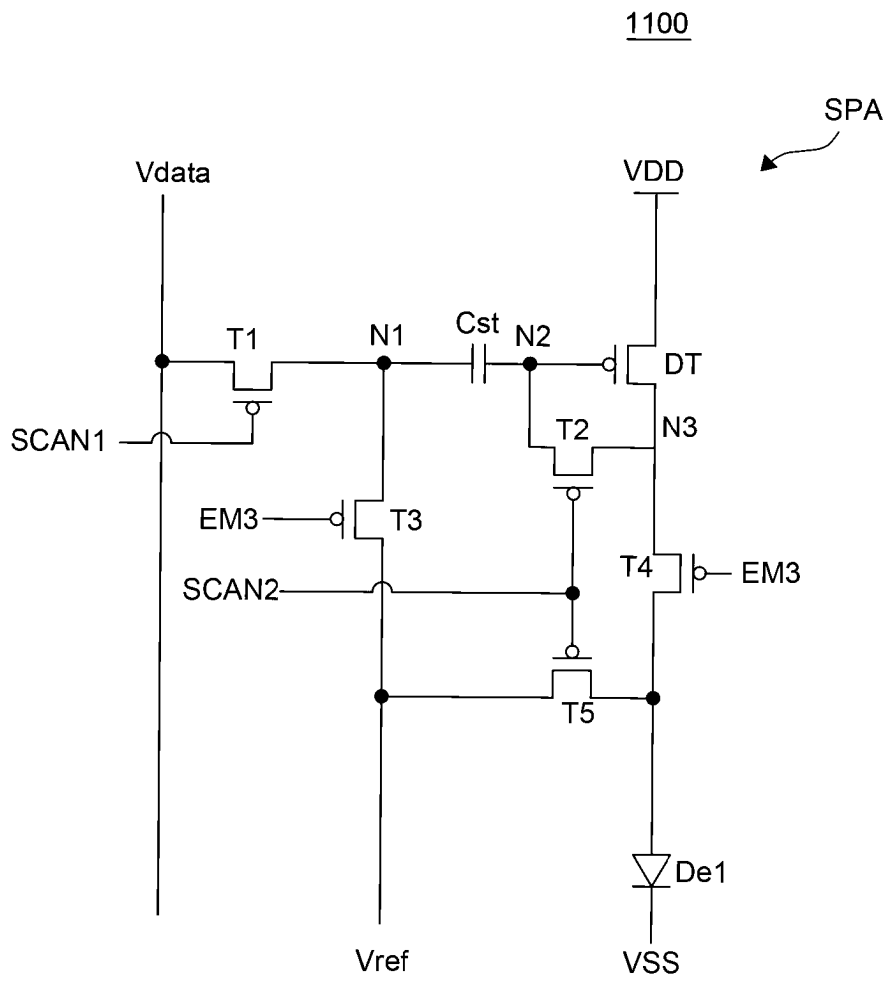 1100
SPA
Vdata
VDD
T1
N1
Cst
N2
DT
SCAN1
T2
N3
EM3
T3
T4
EM3
SCAN2
T5
De1
Vref
VSS